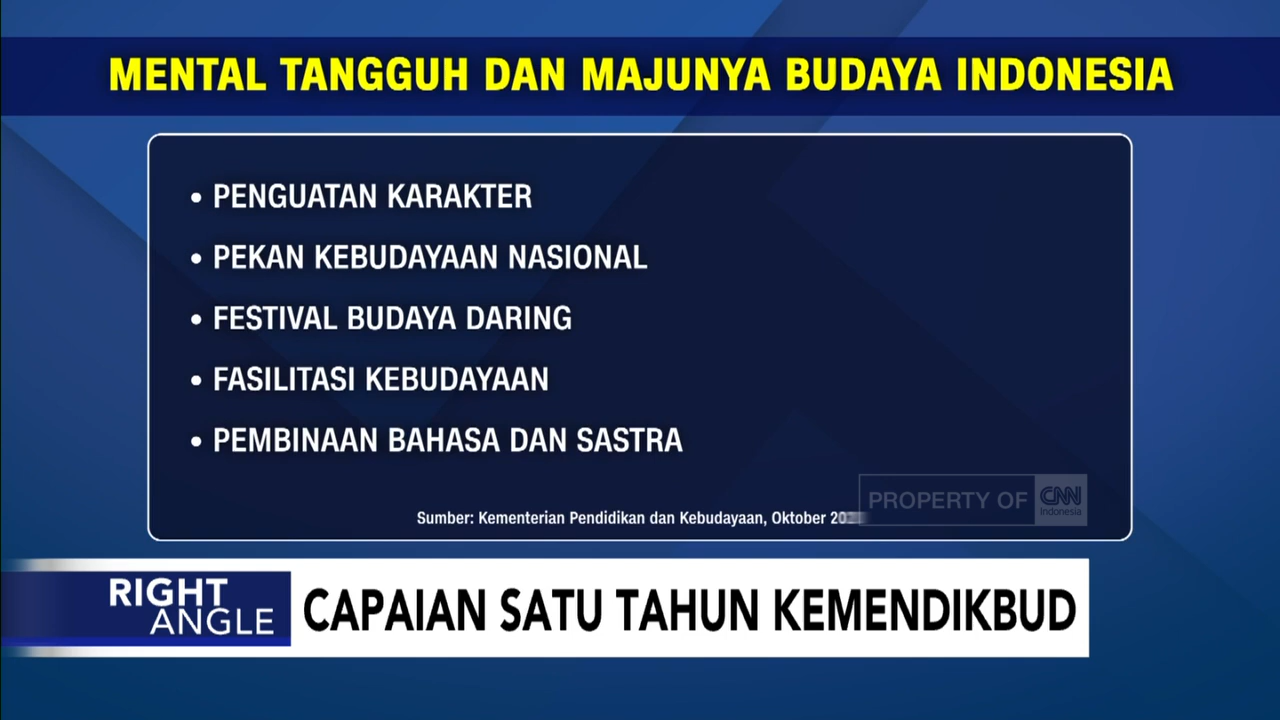 MENTAL TANGGUH DAN MAJUNYA BUDAYA INDONESIA
• PENGUATAN KARAKTER
• PEKAN KEBUDAYAAN NASIONAL
• FESTIVAL BUDAYA DARING
• FASILITASI KEBUDAYAAN
• PEMBINAAN BAHASA DAN SASTRA
PROPERTY OF CNN Indonesia
Sumber: Kementerian Pendidikan dan Kebudayaan, Oktober
RIGHT ANGLE
CAPAIAN SATU TAHUN KEMENDIKBUD